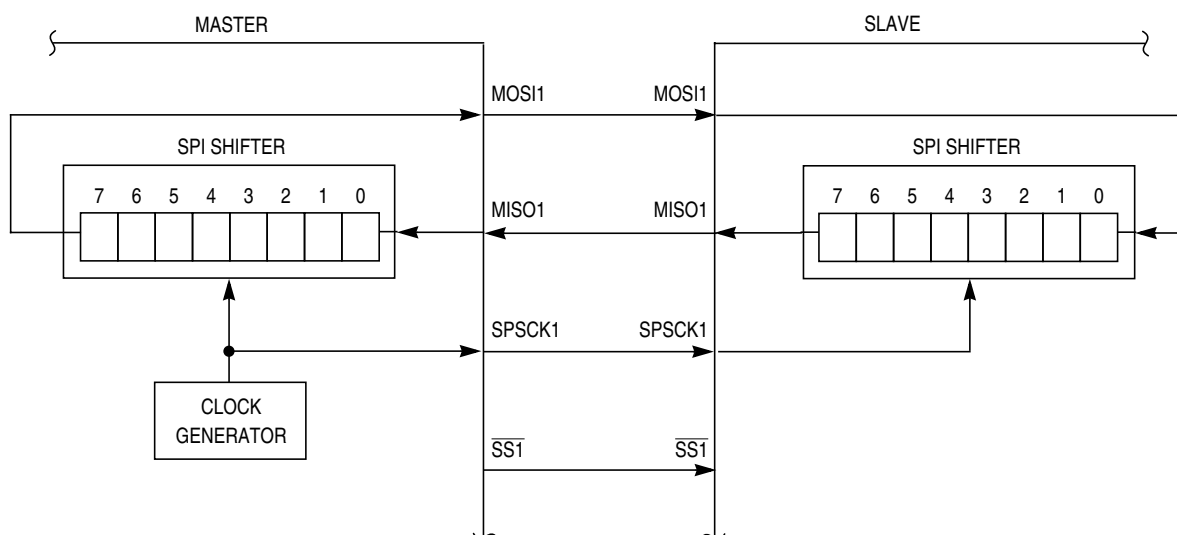 MASTER
SLAVE
MOSI1 MOSI1
SPI SHIFTER SPI SHIFTER
7 6 5 4 3 2 1 0
7 6 5 4 3 2 1 0
MISO1 MISO1
SPSCK1 SPSCK1
CLOCK
GENERATOR
SS1 SS1